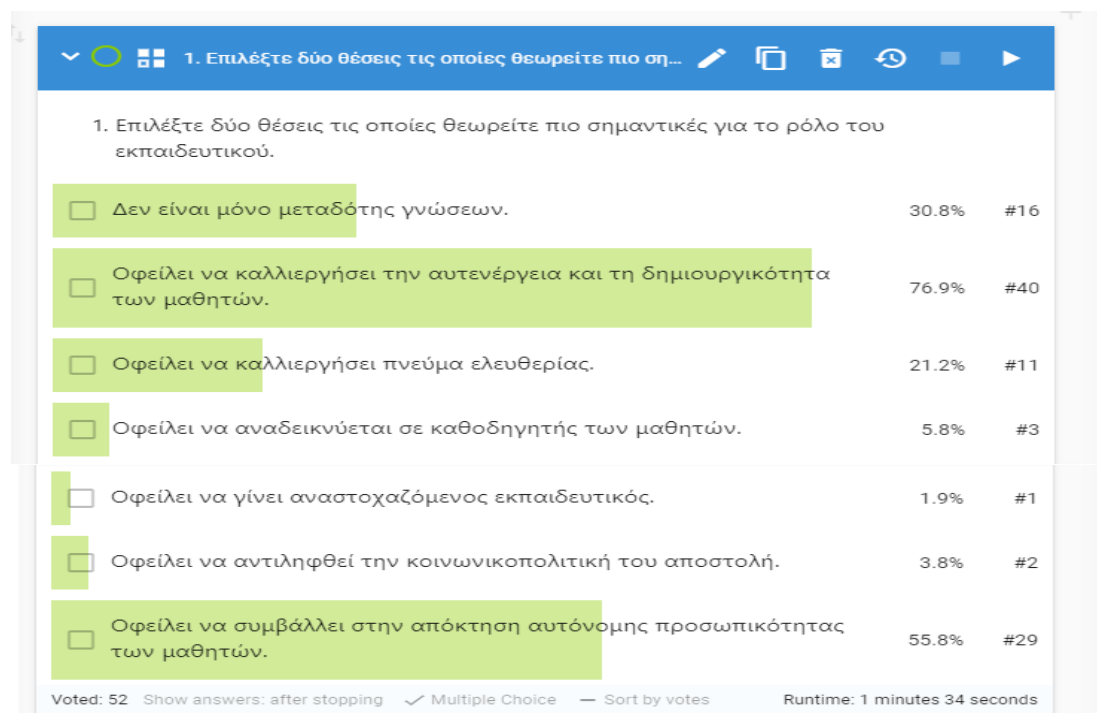 1. Επιλέξτε δύο θέσεις τις οποίες θεωρείτε πιο ση...
1. Επιλέξτε δύο θέσεις τις οποίες θεωρείτε πιο σημαντικές για το ρόλο του
εκπαιδευτικού.
Δεν είναι μόνο μεταδότης γνώσεων. 30.8% #16
Οφείλει να καλλιεργήσει την αυτενέργεια και τη δημιουργικότητα
των μαθητών. 76.9% #40
Οφείλει να καλλιεργήσει πνεύμα ελευθερίας. 21.2% #11
Οφείλει να αναδεικνύεται σε καθοδηγητής των μαθητών. 5.8% #3
Οφείλει να γίνει αναστοχαζόμενος εκπαιδευτικός. 1.9% #1
Οφείλει να αντιληφθεί την κοινωνικοπολιτική του αποστολή. 3.8% #2
Οφείλει να συμβάλλει στην απόκτηση αυτόνομης προσωπικότητας
των μαθητών. 55.8% #29
Voted: 52 Show answers: after stopping Multiple Choice Sort by votes Runtime: 1 minutes 34 seconds